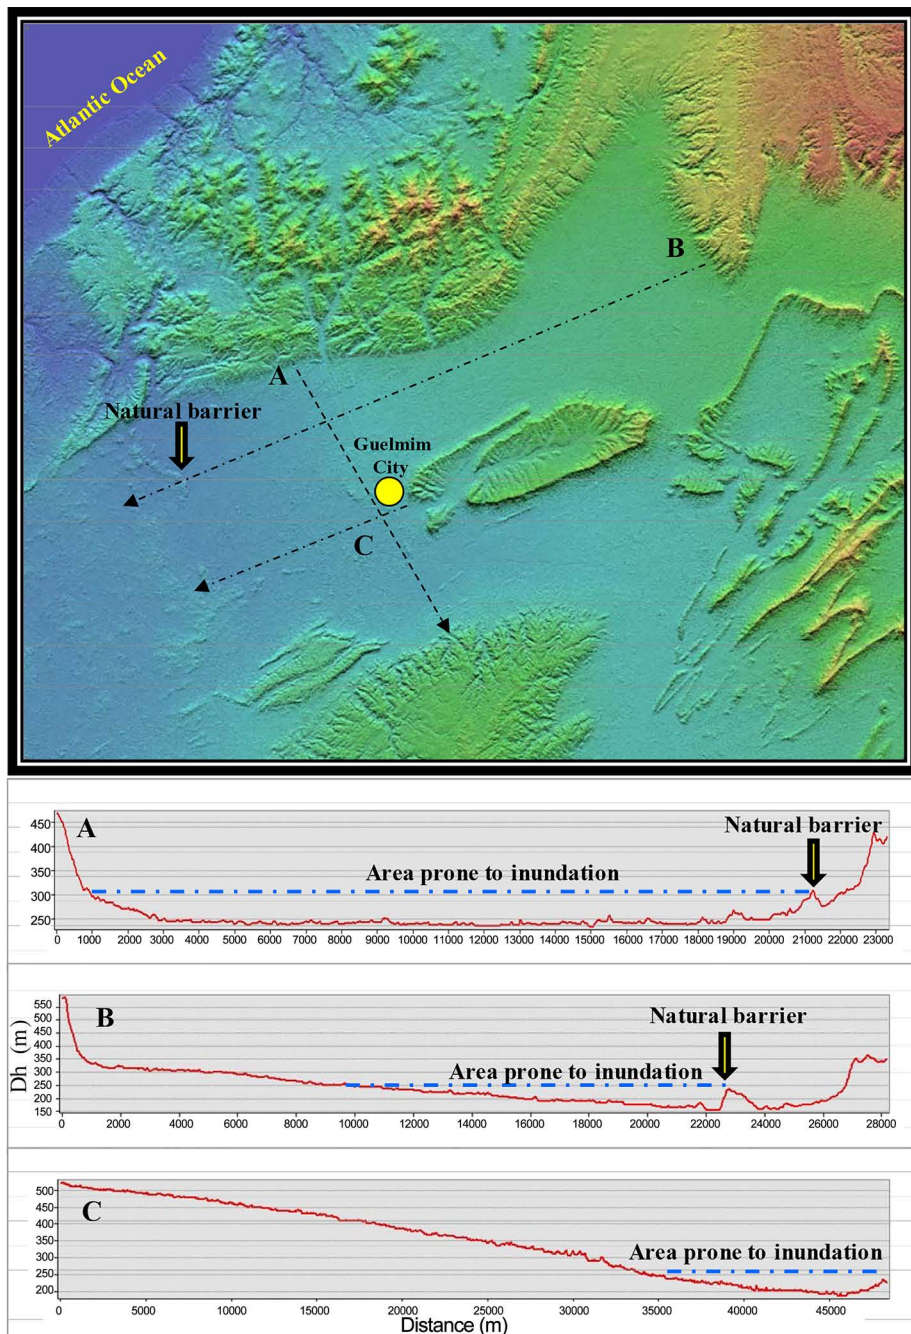 Atlantic Ocean
B
A
Natural barrier
Guelmim
City
C
A
Natural barrier
Area prone to inundation
450
400
350
300
250
0 1000 2000 3000 4000 5000 6000 7000 8000 9000 10000 11000 12000 13000 14000 15000 16000 17000 18000 19000 20000 21000 22000 23000
B
Natural barrier
Area prone to inundation
Dh (m)
550
500
450
400
350
300
250
200
150
0 2000 4000 6000 8000 10000 12000 14000 16000 18000 20000 22000 24000 26000 28000
C
Area prone to inundation
500
450
400
350
300
250
200
0 5000 10000 15000 20000 25000 30000 35000 40000 45000
Distance (m)